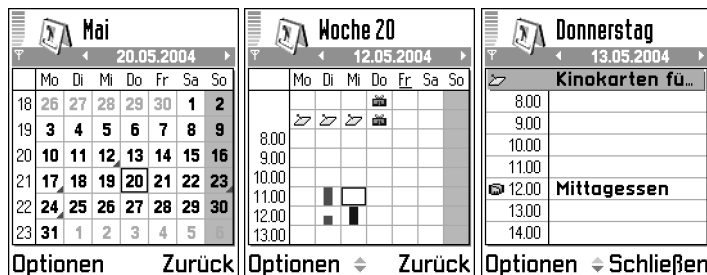 Mai
20.05.2004
Mo Di Mi Do Fr Sa So
18 26 27 28 29 30 1 2
19 3 4 5 6 7 8 9
20 10 11 12 13 14 15 16
21 17 18 19 20 21 22 23
22 24 25 26 27 28 29 30
23 31 1 2 3 4 5 6
Optionen Zurück
Woche 20
12.05.2004
Mo Di Mi Do Fr Sa So
8.00
9.00
10.00
11.00
12.00
13.00
Optionen Zurück
Donnerstag
13.05.2004
Kinokarten fü...
8.00
9.00
10.00
11.00
12.00 Mittagessen
13.00
14.00
Optionen Schließen